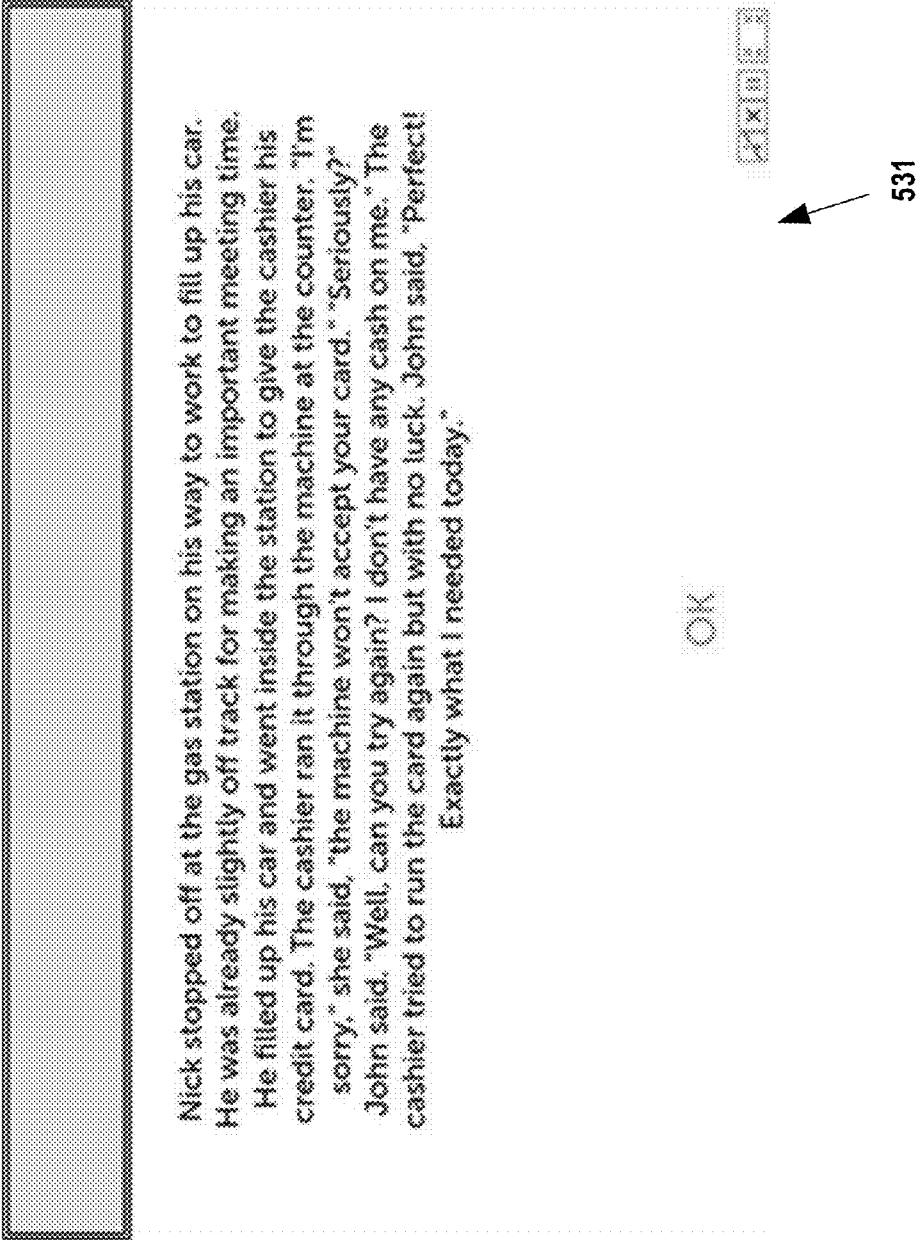 Nick stopped off at the gas station on his way to work to fill up his car.
He was already slightly off track for making an important meeting time.
He filled up his car and went inside the station to give the cashier his
credit card. The cashier ran it through the machine at the counter. "I'm
sorry," she said, "the machine won't accept your card." "Seriously?"
John said. "Well, can you try again? I don't have any cash on me." The
cashier tried to run the card again but with no luck. John said, "Perfect!
Exactly what I needed today."
OK
531